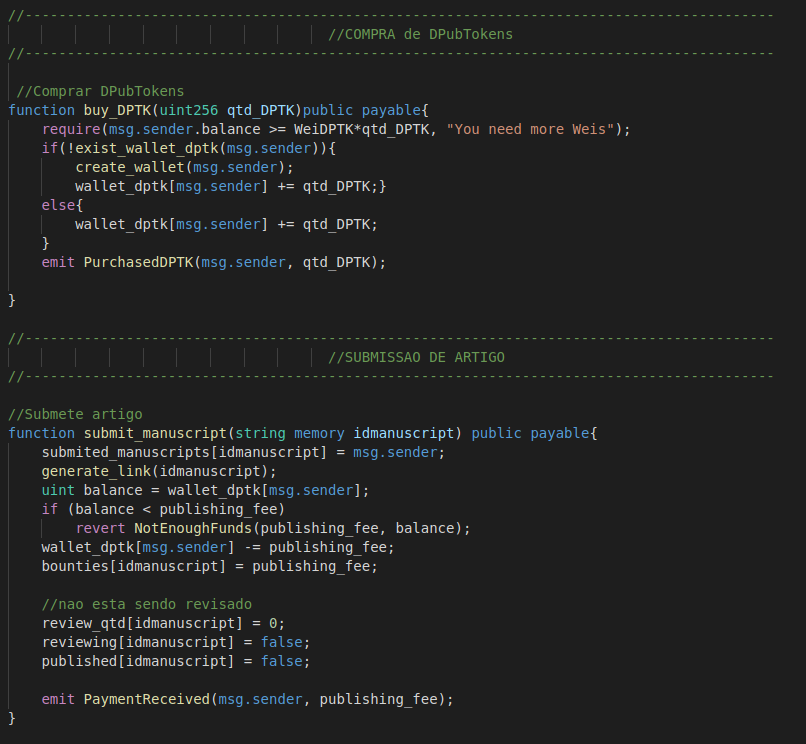 //-----------------------------------------------------------------------------------------
//COMPRA de DPubTokens
//-----------------------------------------------------------------------------------------
//Comprar DPubTokens
function buy_DPTK(uint256 qtd_DPTK)public payable{
    require(msg.sender.balance >= WeiDPTK*qtd_DPTK, "You need more Weis");
    if(!exist_wallet_dptk(msg.sender)){
        create_wallet(msg.sender);
        wallet_dptk[msg.sender] += qtd_DPTK;}
    else{
        wallet_dptk[msg.sender] += qtd_DPTK;
    }
    emit PurchasedDPTK(msg.sender, qtd_DPTK);
}
//-----------------------------------------------------------------------------------------
//SUBMISSAO DE ARTIGO
//-----------------------------------------------------------------------------------------
//Submete artigo
function submit_manuscript(string memory idmanuscript) public payable{
    submited_manuscripts[idmanuscript] = msg.sender;
    generate_link(idmanuscript);
    uint balance = wallet_dptk[msg.sender];
    if (balance < publishing_fee)
        revert NotEnoughFunds(publishing_fee, balance);
    wallet_dptk[msg.sender] -= publishing_fee;
    bounties[idmanuscript] = publishing_fee;
    //nao esta sendo revisado
    review_qtd[idmanuscript] = 0;
    reviewing[idmanuscript] = false;
    published[idmanuscript] = false;
    emit PaymentReceived(msg.sender, publishing_fee);
}